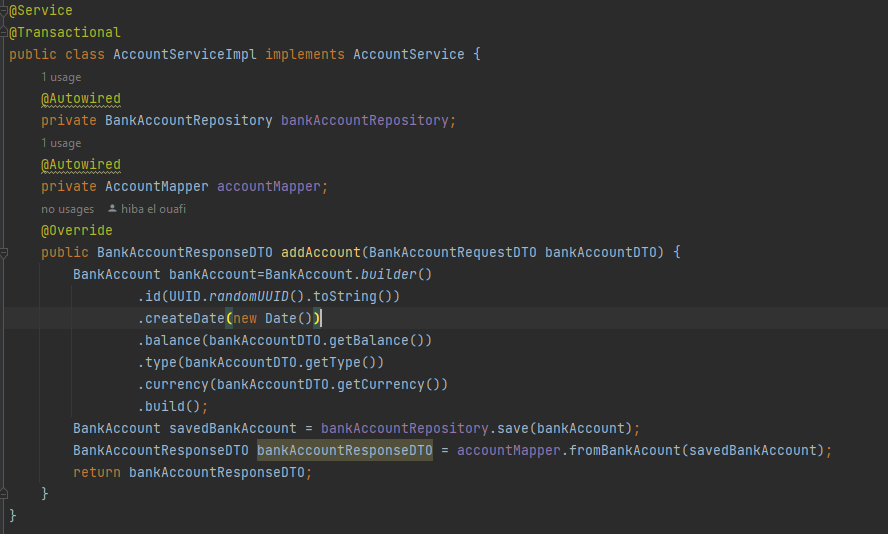 @Service
@Transactional
public class AccountServiceImpl implements AccountService {
1 usage
@Autowired
private BankAccountRepository bankAccountRepository;
1 usage
@Autowired
private AccountMapper accountMapper;
no usages hiba el ouafi
@Override
public BankAccountResponseDTO addAccount(BankAccountRequestDTO bankAccountDTO) {
BankAccount bankAccount=BankAccount.builder()
.id(UUID.randomUUID().toString())
.createDate(new Date())
.balance(bankAccountDTO.getBalance())
.type(bankAccountDTO.getType())
.currency(bankAccountDTO.getCurrency())
.build();
BankAccount savedBankAccount = bankAccountRepository.save(bankAccount);
BankAccountResponseDTO bankAccountResponseDTO = accountMapper.fromBankAcount(savedBankAccount);
return bankAccountResponseDTO;
}
}